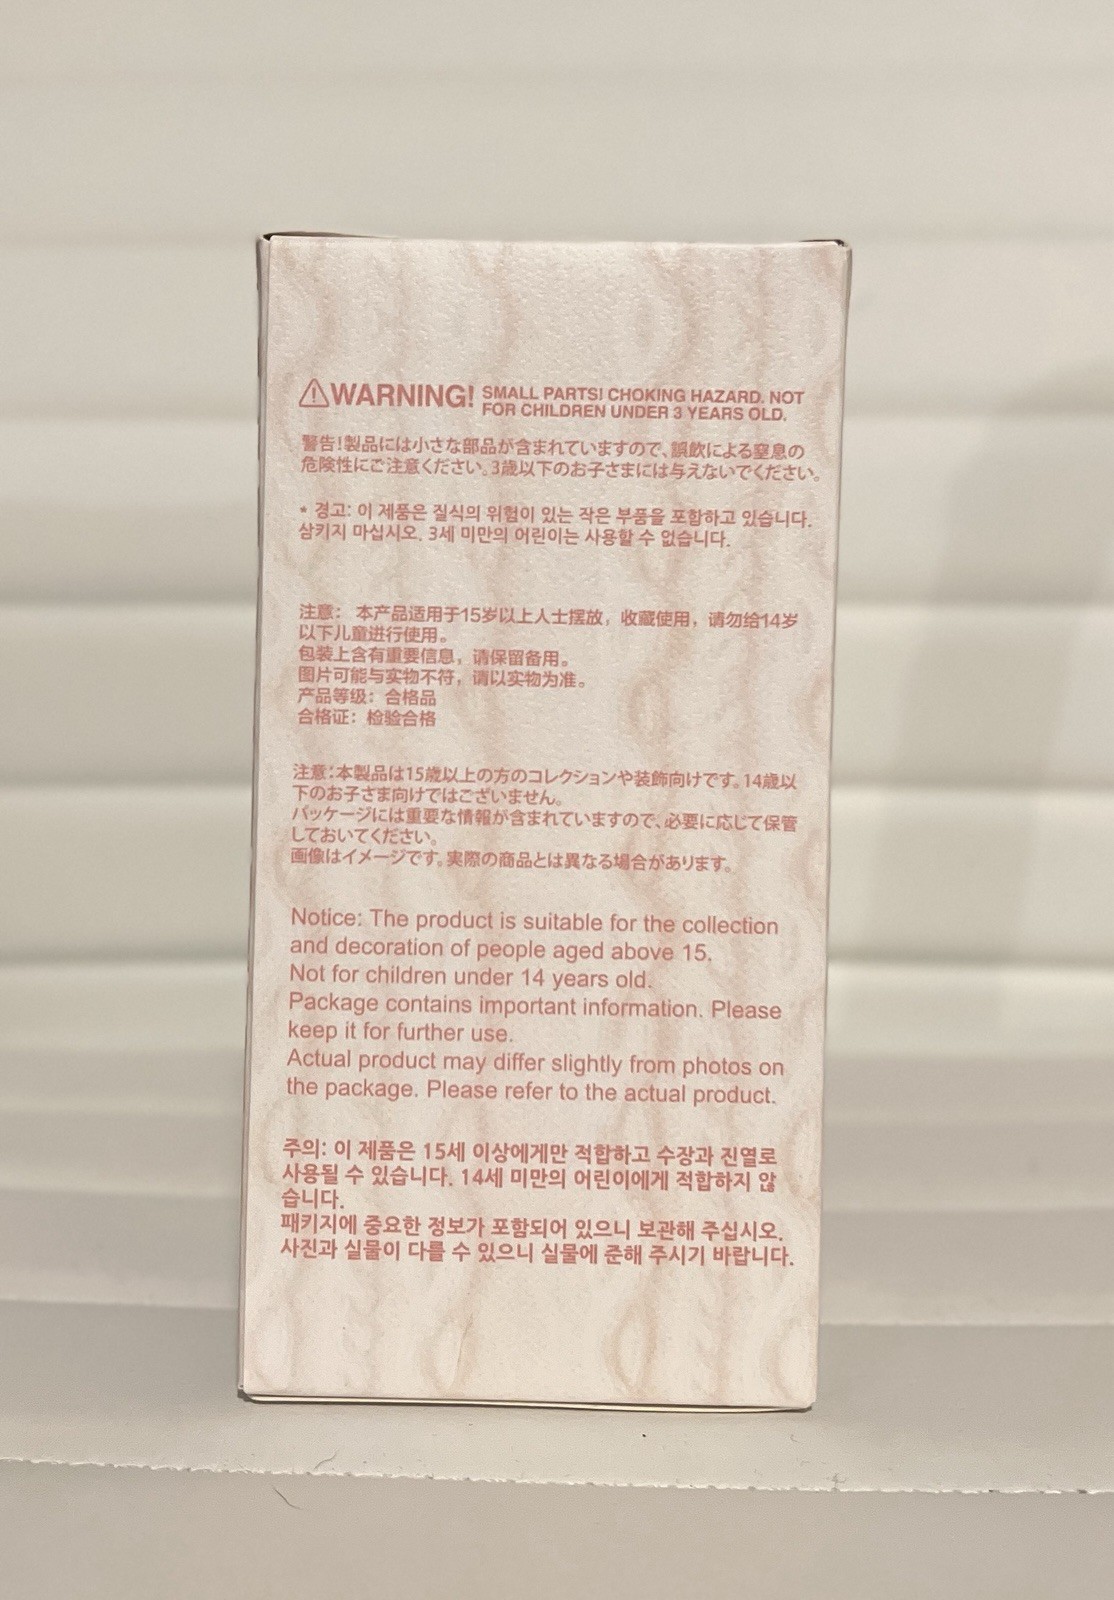 ⚠WARNING! SMALL PARTS! CHOKING HAZARD. NOT
FOR CHILDREN UNDER 3 YEARS OLD.
警告!製品には小さな部品が含まれていますので、誤飲による窒息の
危険性にご注意ください。3歳以下のお子さまには与えないでください。
* 경고: 이 제품은 질식의 위험이 있는 작은 부품을 포함하고 있습니다.
삼키지 마십시오. 3세 미만의 어린이는 사용할 수 없습니다.
注意： 本产品适用于15岁以上人士摆放，收藏使用，请勿给14岁
以下儿童进行使用。
包装上含有重要信息，请保留备用。
图片可能与实物不符，请以实物为准。
产品等级：合格品
合格证：检验合格
注意:本製品は15歳以上の方のコレクションや装飾向けです。14歳以
下のお子さま向けではございません。
パッケージには重要な情報が含まれていますので、必要に応じて保管
しておいてください。
画像はイメージです。実際の商品とは異なる場合があります。
Notice: The product is suitable for the collection
and decoration of people aged above 15.
Not for children under 14 years old.
Package contains important information. Please
keep it for further use.
Actual product may differ slightly from photos on
the package. Please refer to the actual product.
주의: 이 제품은 15세 이상에게만 적합하고 수장과 진열로
사용될 수 있습니다. 14세 미만의 어린이에게 적합하지 않
습니다.
패키지에 중요한 정보가 포함되어 있으니 보관해 주십시오.
사진과 실물이 다를 수 있으니 실물에 준해 주시기 바랍니다.